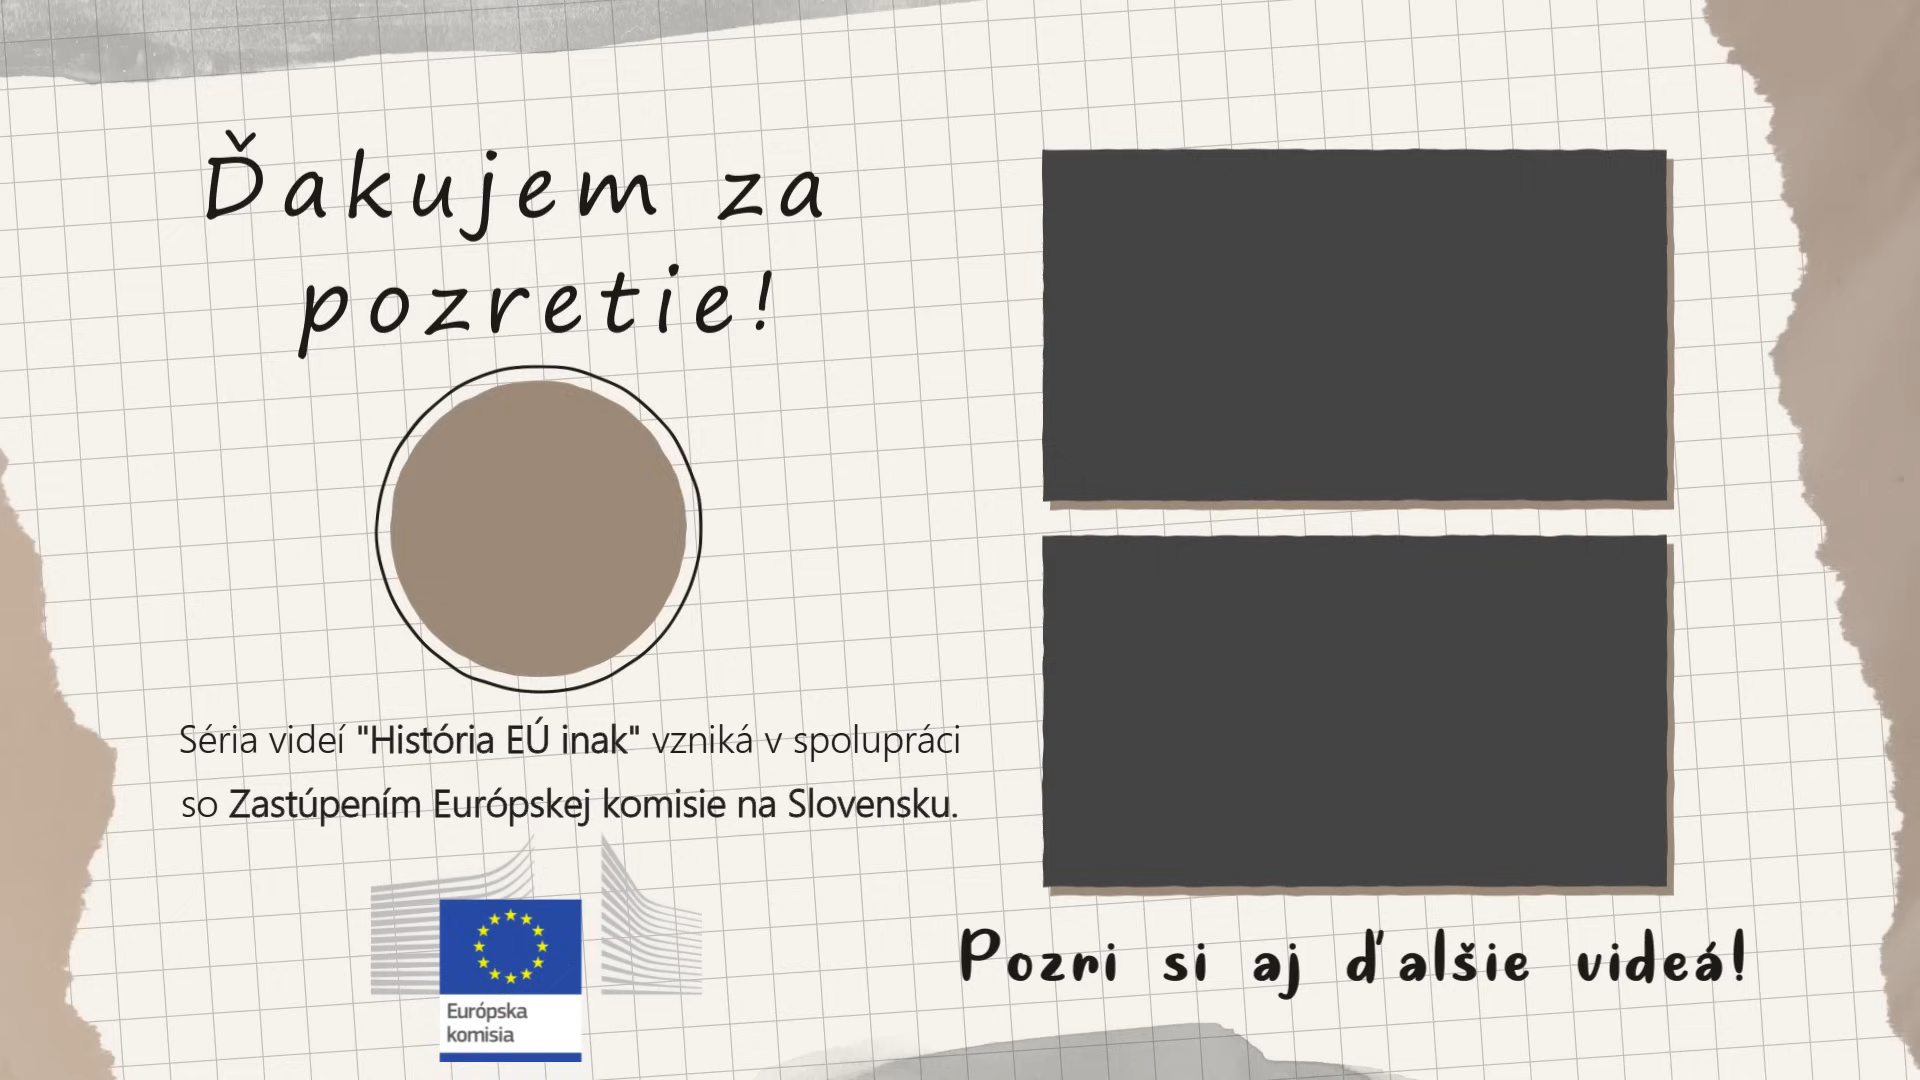 Ďakujem za
pozretie!
Séria videí "História EÚ inak" vzniká v spolupráci
so Zastúpením Európskej komisie na Slovensku.
Európska
komisia
Pozri si aj ďalšie videá!